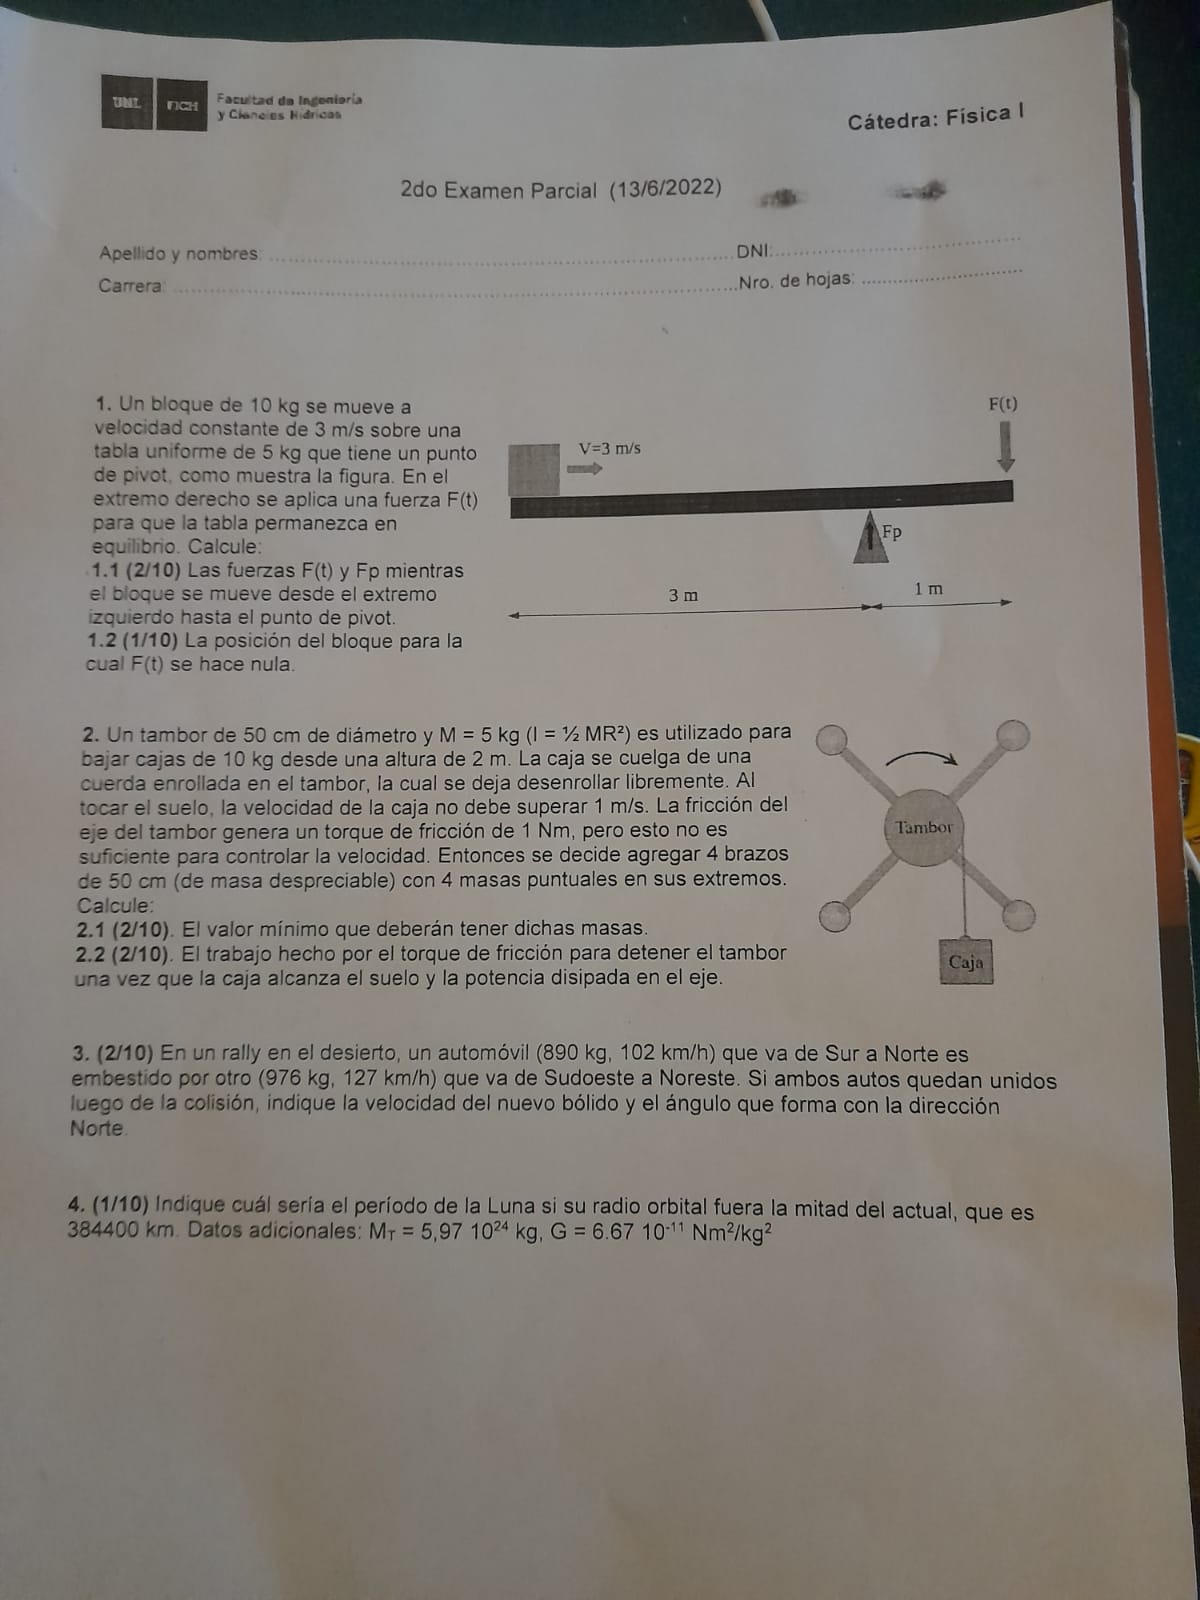 UNL
FICH
Facultad de Ingeniería
y Ciencias Hídricas
Cátedra: Física I
2do Examen Parcial (13/6/2022)
Apellido y nombres: DNI:
Carrera: Nro. de hojas:
1. Un bloque de 10 kg se mueve a
velocidad constante de 3 m/s sobre una
tabla uniforme de 5 kg que tiene un punto
de pivot, como muestra la figura. En el
extremo derecho se aplica una fuerza F(t)
para que la tabla permanezca en
equilibrio. Calcule:
1.1 (2/10) Las fuerzas F(t) y Fp mientras
el bloque se mueve desde el extremo
izquierdo hasta el punto de pivot.
1.2 (1/10) La posición del bloque para la
cual F(t) se hace nula.
F(t)
V=3 m/s
Fp
3 m
1 m
2. Un tambor de 50 cm de diámetro y M = 5 kg (I = ½ MR²) es utilizado para
bajar cajas de 10 kg desde una altura de 2 m. La caja se cuelga de una
cuerda enrollada en el tambor, la cual se deja desenrollar libremente. Al
tocar el suelo, la velocidad de la caja no debe superar 1 m/s. La fricción del
eje del tambor genera un torque de fricción de 1 Nm, pero esto no es
suficiente para controlar la velocidad. Entonces se decide agregar 4 brazos
de 50 cm (de masa despreciable) con 4 masas puntuales en sus extremos.
Calcule:
2.1 (2/10). El valor mínimo que deberán tener dichas masas.
2.2 (2/10). El trabajo hecho por el torque de fricción para detener el tambor
una vez que la caja alcanza el suelo y la potencia disipada en el eje.
Tambor
Caja
3. (2/10) En un rally en el desierto, un automóvil (890 kg, 102 km/h) que va de Sur a Norte es
embestido por otro (976 kg, 127 km/h) que va de Sudoeste a Noreste. Si ambos autos quedan unidos
luego de la colisión, indique la velocidad del nuevo bólido y el ángulo que forma con la dirección
Norte.
4. (1/10) Indique cuál sería el período de la Luna si su radio orbital fuera la mitad del actual, que es
384400 km. Datos adicionales: M_T = 5,97 10²⁴ kg, G = 6.67 10⁻¹¹ Nm²/kg²